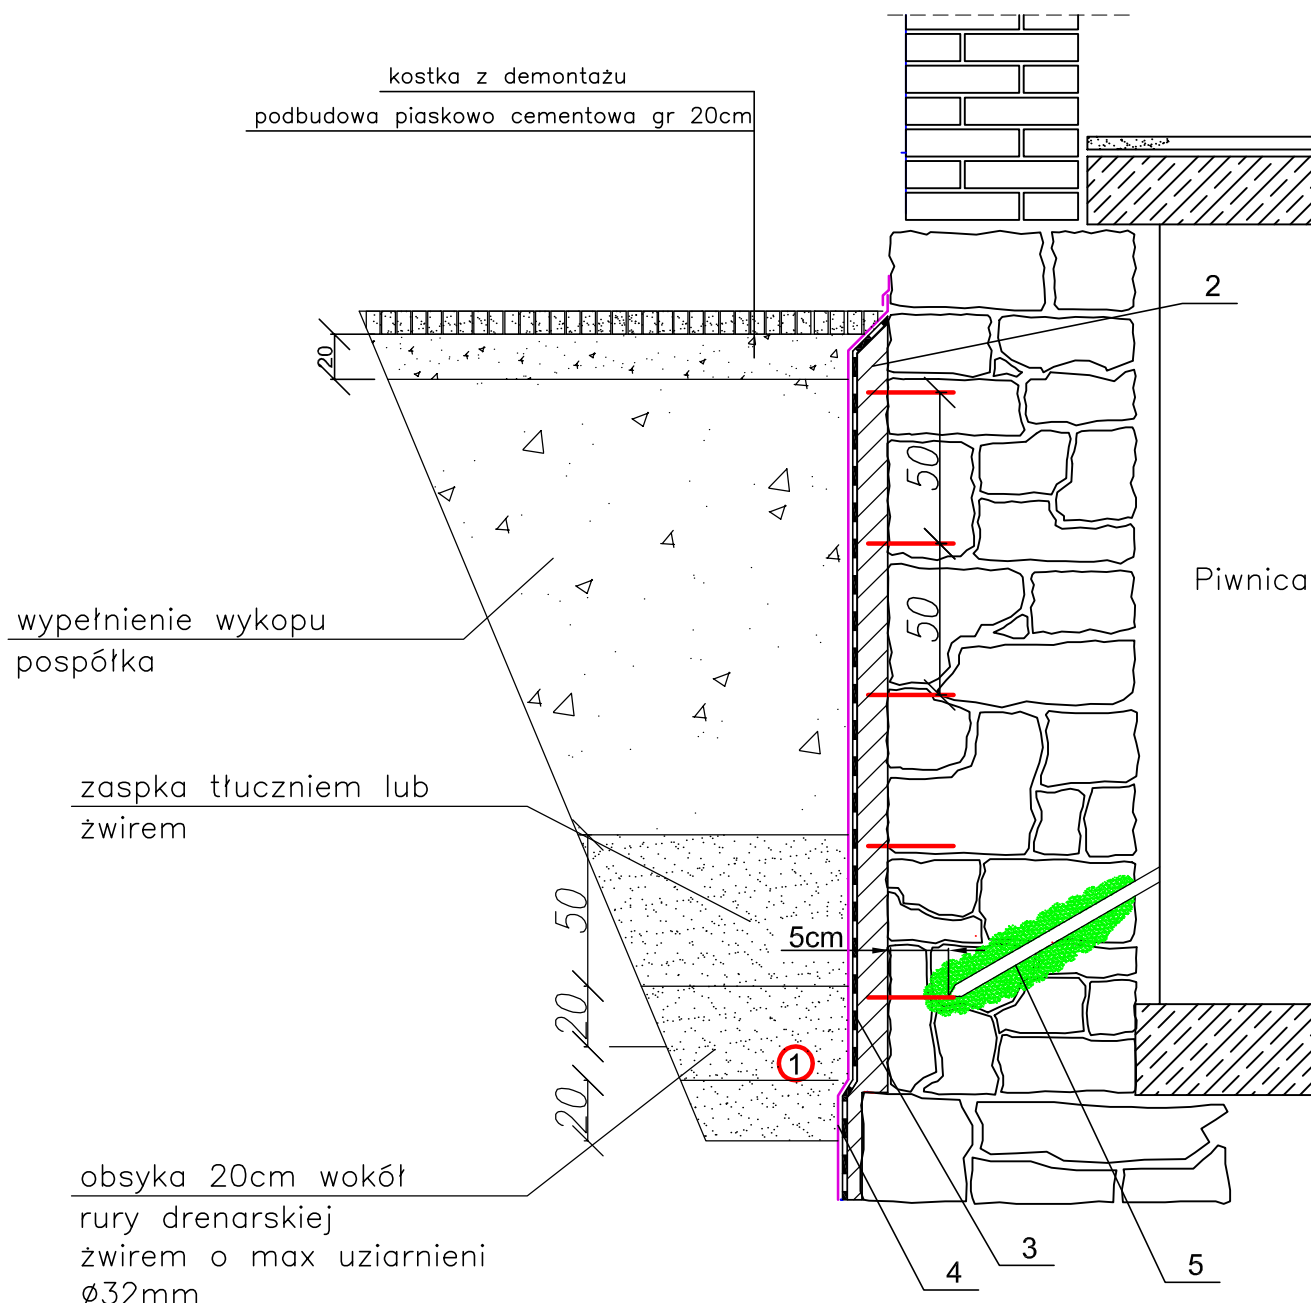 kostka z demontażu
podbudowa piaskowo cementowa gr 20cm
2
20
50
Piwnica
50
wypełnienie wykopu
pospółka
zaspka tłuczniem lub
żwirem
50
5cm
20
1
20
obsyka 20cm wokół
rury drenarskiej
żwirem o max uziarnieni
ø32mm
3
4
5